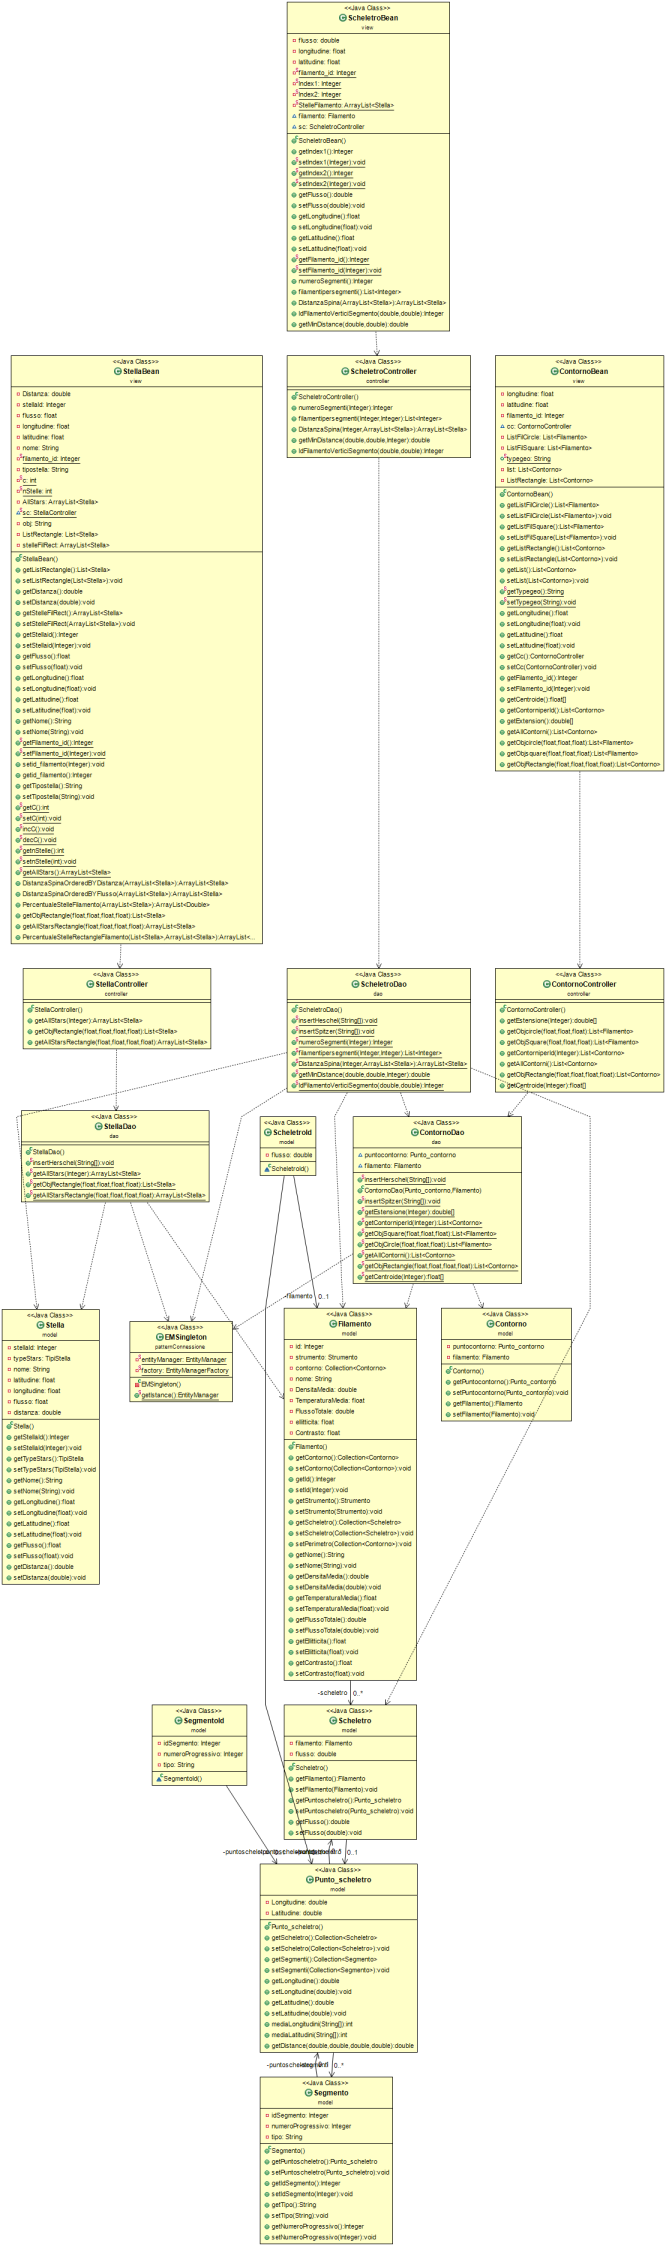 <<Java Class>>
ScheletroBean
view
flusso: double
longitudine: float
latitudine: float
filamento_id: Integer
Index1: Integer
Index2: Integer
StelleFilamento: ArrayList<Stella>
filamento: Filamento
sc: ScheletroController
ScheletroBean()
getIndex1():Integer
setIndex1(Integer):void
getIndex2():Integer
setIndex2(Integer):void
getFlusso():double
setFlusso(double):void
getLongitudine():float
setLongitudine(float):void
getLatitudine():float
setLatitudine(float):void
getFilamento_id():Integer
setFilamento_id(Integer):void
numeroSegmenti():Integer
filamentipersegmenti():List<Integer>
DistanzaSpina(ArrayList<Stella>):ArrayList<Stella>
IdFilamentoVerticiSegmento(double,double):Integer
getMinDistance(double,double):double
<<Java Class>>
StellaBean
view
Distanza: double
stellaId: Integer
flusso: float
longitudine: float
latitudine: float
nome: String
filamento_id: Integer
tipostella: String
c: int
nStelle: int
AllStars: ArrayList<Stella>
sc: StellaController
obj: String
ListRectangle: List<Stella>
stelleFilRect: ArrayList<Stella>
StellaBean()
getListRectangle():List<Stella>
setListRectangle(List<Stella>):void
getDistanza():double
setDistanza(double):void
getStelleFilRect():ArrayList<Stella>
setStelleFilRect(ArrayList<Stella>):void
getStellaid():Integer
setStellaid(Integer):void
getFlusso():float
setFlusso(float):void
getLongitudine():float
setLongitudine(float):void
getLatitudine():float
setLatitudine(float):void
getNome():String
setNome(String):void
getFilamento_id():Integer
setFilamento_id(Integer):void
setid_filamento(Integer):void
getid_filamento():Integer
getTipostella():String
setTipostella(String):void
getC():int
setC(int):void
incC():void
decC():void
getnStelle():int
setnStelle(int):void
getAllStars():ArrayList<Stella>
DistanzaSpinaOrderedBYDistanza(ArrayList<Stella>):ArrayList<Stella>
DistanzaSpinaOrderedBYFlusso(ArrayList<Stella>):ArrayList<Stella>
PercentualeStelleFilamento(ArrayList<Stella>):ArrayList<Double>
getObjRectangle(float,float,float,float):List<Stella>
getAllStarsRectangle(float,float,float,float):ArrayList<Stella>
PercentualeStelleRectangleFilamento(List<Stella>,ArrayList<Stella>):ArrayList<...
<<Java Class>>
ScheletroController
controller
ScheletroController()
numeroSegmenti(Integer):Integer
filamentipersegmenti(Integer,Integer):List<Integer>
DistanzaSpina(Integer,ArrayList<Stella>):ArrayList<Stella>
getMinDistance(double,double,Integer):double
IdFilamentoVerticiSegmento(double,double):Integer
<<Java Class>>
ContornoBean
view
longitudine: float
latitudine: float
filamento_id: Integer
cc: ContornoController
ListFilCircle: List<Filamento>
ListFilSquare: List<Filamento>
typegeo: String
list: List<Contorno>
ListRectangle: List<Contorno>
ContornoBean()
getListFilCircle():List<Filamento>
setListFilCircle(List<Filamento>):void
getListFilSquare():List<Filamento>
setListFilSquare(List<Filamento>):void
getListRectangle():List<Contorno>
setListRectangle(List<Contorno>):void
getList():List<Contorno>
setList(List<Contorno>):void
getTypegeo():String
setTypegeo(String):void
getLongitudine():float
setLongitudine(float):void
getLatitudine():float
setLatitudine(float):void
getCc():ContornoController
setCc(ContornoController):void
getFilamento_id():Integer
setFilamento_id(Integer):void
getCentroide():float[]
getContorniperId():List<Contorno>
getExtension():double[]
getAllContorni():List<Contorno>
getObjcircle(float,float,float):List<Filamento>
getObjsquare(float,float,float):List<Filamento>
getObjRectangle(float,float,float,float):List<Contorno>
<<Java Class>>
StellaController
controller
StellaController()
getAllStars(Integer):ArrayList<Stella>
getObjRectangle(float,float,float,float):List<Stella>
getAllStarsRectangle(float,float,float,float):ArrayList<Stella>
<<Java Class>>
ScheletroDao
dao
ScheletroDao()
insertHeschel(String[]):void
insertSpitzer(String[]):void
numeroSegmenti(Integer):Integer
filamentipersegmenti(Integer,Integer):List<Integer>
DistanzaSpina(Integer,ArrayList<Stella>):ArrayList<Stella>
getMinDistance(double,double,Integer):double
IdFilamentoVerticiSegmento(double,double):Integer
<<Java Class>>
ContornoController
controller
ContornoController()
getEstensione(Integer):double[]
getObjcircle(float,float,float):List<Filamento>
getObjSquare(float,float,float):List<Filamento>
getContorniperId(Integer):List<Contorno>
getAllContorni():List<Contorno>
getObjRectangle(float,float,float,float):List<Contorno>
getCentroide(Integer):float[]
<<Java Class>>
StellaDao
dao
StellaDao()
insertHerschel(String[]):void
getAllStars(Integer):ArrayList<Stella>
getObjRectangle(float,float,float,float):List<Stella>
getAllStarsRectangle(float,float,float,float):ArrayList<Stella>
<<Java Class>>
ScheletroId
model
flusso: double
ScheletroId()
<<Java Class>>
ContornoDao
dao
puntocontorno: Punto_contorno
filamento: Filamento
insertHerschel(String[]):void
ContornoDao(Punto_contorno,Filamento)
insertSpitzer(String[]):void
getEstensione(Integer):double[]
getContorniperId(Integer):List<Contorno>
getObjSquare(float,float,float):List<Filamento>
getObjCircle(float,float,float):List<Filamento>
getAllContorni():List<Contorno>
getObjRectangle(float,float,float,float):List<Contorno>
getCentroide(Integer):float[]
-filamento 0..1
<<Java Class>>
Stella
model
stellaId: Integer
typeStars: TipiStella
nome: String
latitudine: float
longitudine: float
flusso: float
distanza: double
Stella()
getStellaId():Integer
setStellaId(Integer):void
getTypeStars():TipiStella
setTypeStars(TipiStella):void
getNome():String
setNome(String):void
getLongitudine():float
setLongitudine(float):void
getLatitudine():float
setLatitudine(float):void
getFlusso():float
setFlusso(float):void
getDistanza():double
setDistanza(double):void
<<Java Class>>
EMSingleton
patternConnessione
entityManager: EntityManager
factory: EntityManagerFactory
EMSingleton()
getIstance():EntityManager
<<Java Class>>
Filamento
model
id: Integer
strumento: Strumento
contorno: Collection<Contorno>
nome: String
DensitaMedia: double
TemperaturaMedia: float
FlussoTotale: double
ellitticita: float
Contrasto: float
Filamento()
getContorno():Collection<Contorno>
setContorno(Collection<Contorno>):void
getId():Integer
setId(Integer):void
getStrumento():Strumento
setStrumento(Strumento):void
getScheletro():Collection<Scheletro>
setScheletro(Collection<Scheletro>):void
setPerimetro(Collection<Contorno>):void
getNome():String
setNome(String):void
getDensitaMedia():double
setDensitaMedia(double):void
getTemperaturaMedia():float
setTemperaturaMedia(float):void
getFlussoTotale():double
setFlussoTotale(double):void
getEllitticita():float
setEllitticita(float):void
getContrasto():float
setContrasto(float):void
<<Java Class>>
Contorno
model
puntocontorno: Punto_contorno
filamento: Filamento
Contorno()
getPuntocontorno():Punto_contorno
setPuntocontorno(Punto_contorno):void
getFilamento():Filamento
setFilamento(Filamento):void
-scheletro 0..*
<<Java Class>>
SegmentoId
model
idSegmento: Integer
numeroProgressivo: Integer
tipo: String
SegmentoId()
<<Java Class>>
Scheletro
model
filamento: Filamento
flusso: double
Scheletro()
getFilamento():Filamento
setFilamento(Filamento):void
getPuntoscheletro():Punto_scheletro
setPuntoscheletro(Punto_scheletro):void
getFlusso():double
setFlusso(double):void
0..1
<<Java Class>>
Punto_scheletro
model
Longitudine: double
Latitudine: double
Punto_scheletro()
getScheletro():Collection<Scheletro>
setScheletro(Collection<Scheletro>):void
getSegmenti():Collection<Segmento>
setSegmenti(Collection<Segmento>):void
getLongitudine():double
setLongitudine(double):void
getLatitudine():double
setLatitudine(double):void
mediaLongitudini(String[]):int
mediaLatitudini(String[]):int
getDistance(double,double,double,double):double
0..*
<<Java Class>>
Segmento
model
idSegmento: Integer
numeroProgressivo: Integer
tipo: String
Segmento()
getPuntoscheletro():Punto_scheletro
setPuntoscheletro(Punto_scheletro):void
getIdSegmento():Integer
setIdSegmento(Integer):void
getTipo():String
setTipo(String):void
getNumeroProgressivo():Integer
setNumeroProgressivo(Integer):void